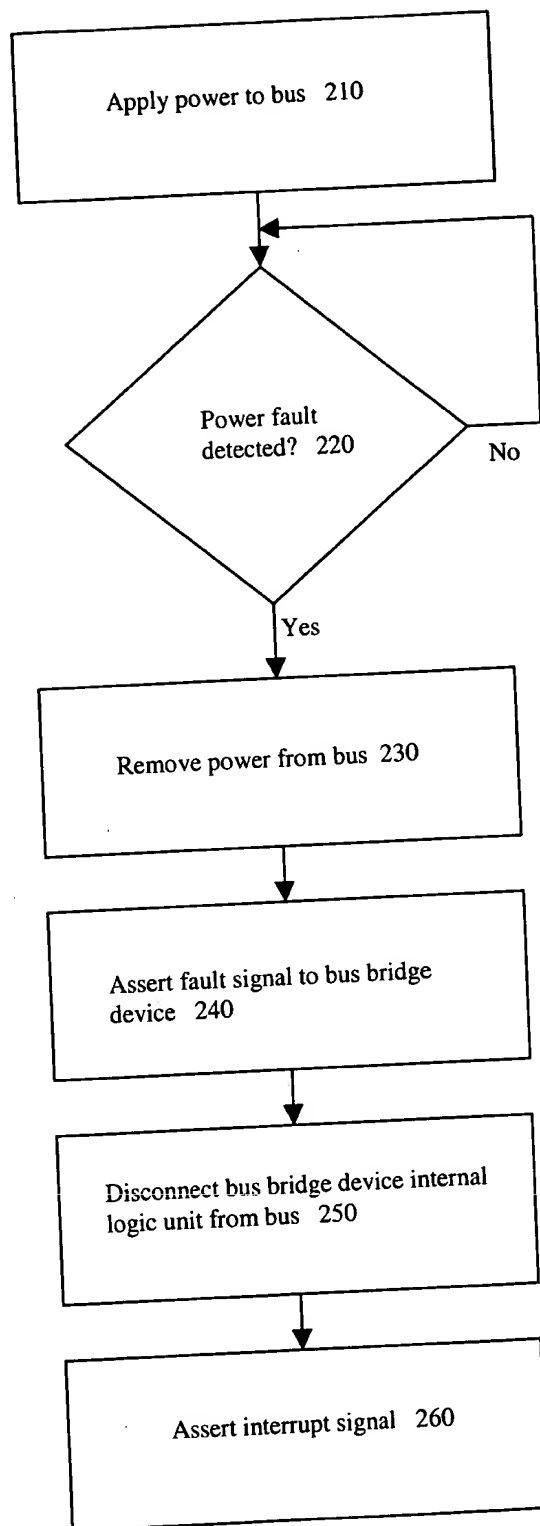 Apply power to bus 210
Power fault
detected? 220
No
Yes
Remove power from bus 230
Assert fault signal to bus bridge
device 240
Disconnect bus bridge device internal
logic unit from bus 250
Assert interrupt signal 260